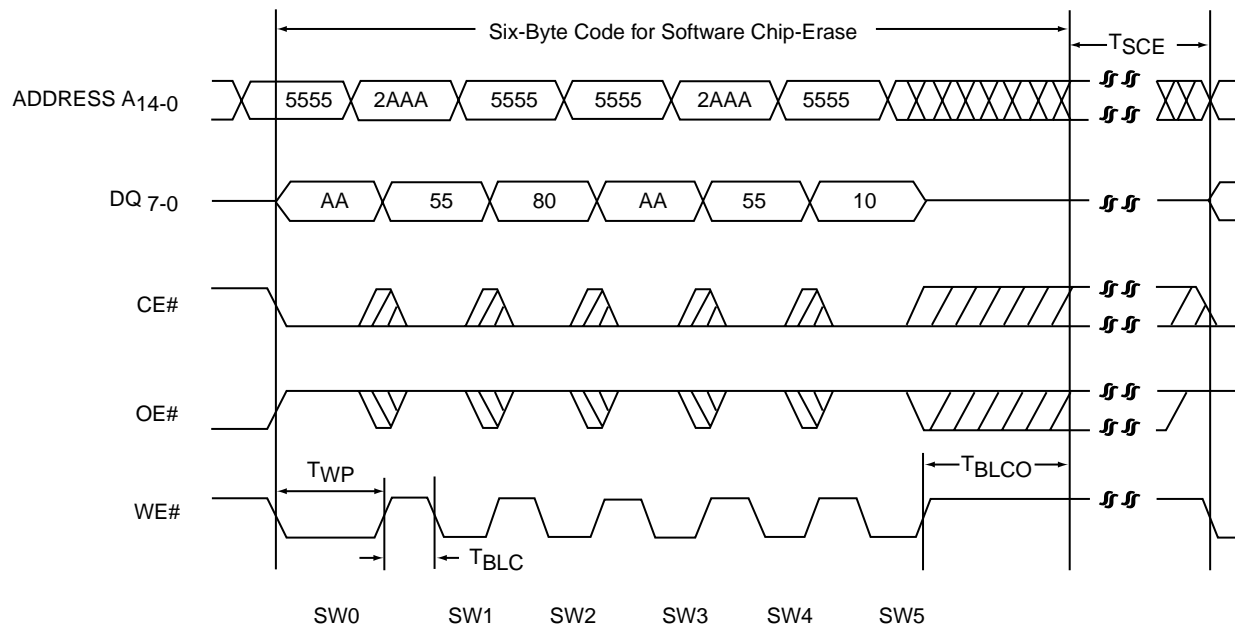 Six-Byte Code for Software Chip-Erase
TSCE
ADDRESS A14-0
5555 2AAA 5555 5555 2AAA 5555
DQ 7-0
AA 55 80 AA 55 10
CE#
OE#
TWP
TBLCO
WE#
TBLC
SW0 SW1 SW2 SW3 SW4 SW5